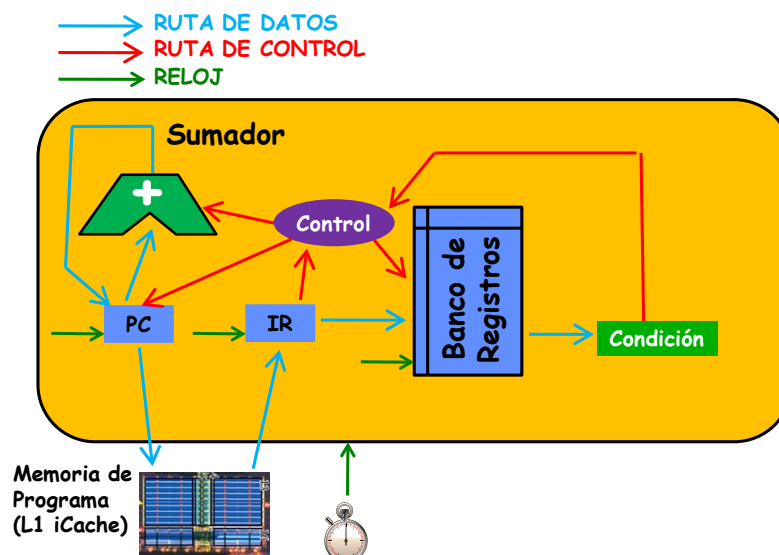 RUTA DE DATOS
RUTA DE CONTROL
RELOJ
Sumador
+
Control
Banco de
Registros
PC
IR
Condición
Memoria de
Programa
(L1 iCache)